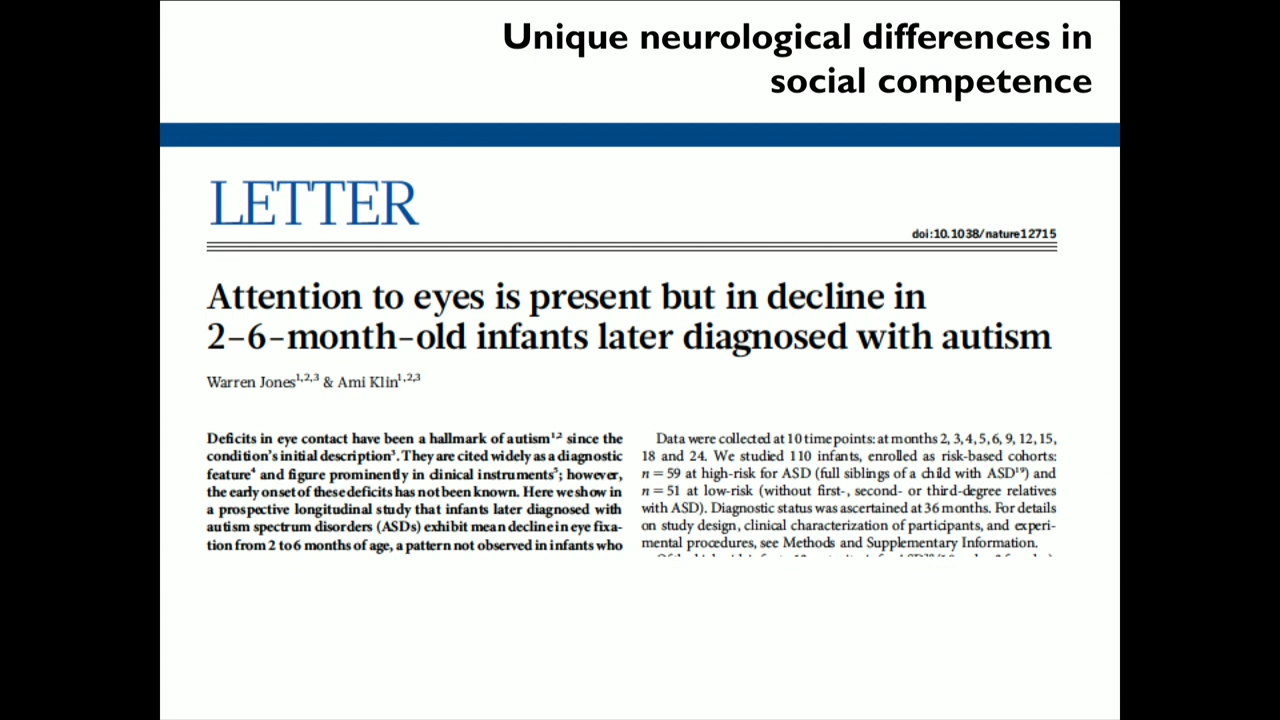 Unique neurological differences in
social competence
LETTER
doi:10.1038/nature12715
Attention to eyes is present but in decline in
2–6-month-old infants later diagnosed with autism
Warren Jones1,2,3 & Ami Klin1,2,3
Deficits in eye contact have been a hallmark of autism1,2 since the
condition's initial description3. They are cited widely as a diagnostic
feature4 and figure prominently in clinical instruments5; however,
the early onset of these deficits has not been known. Here we show in
a prospective longitudinal study that infants later diagnosed with
autism spectrum disorders (ASDs) exhibit mean decline in eye fixa-
tion from 2 to 6 months of age, a pattern not observed in infants who
Data were collected at 10 time points: at months 2, 3, 4, 5, 6, 9, 12, 15,
18 and 24. We studied 110 infants, enrolled as risk-based cohorts:
n = 59 at high-risk for ASD (full siblings of a child with ASD19) and
n = 51 at low-risk (without first-, second- or third-degree relatives
with ASD). Diagnostic status was ascertained at 36 months. For details
on study design, clinical characterization of participants, and experi-
mental procedures, see Methods and Supplementary Information.